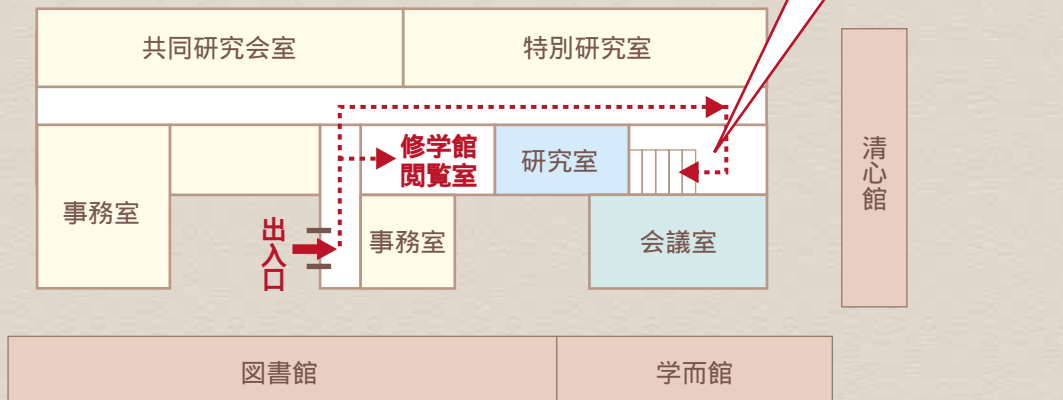 共同研究会室
特別研究室
修学館
閲覧室
研究室
清心館
事務室
出入口
事務室
会議室
図書館
学而館